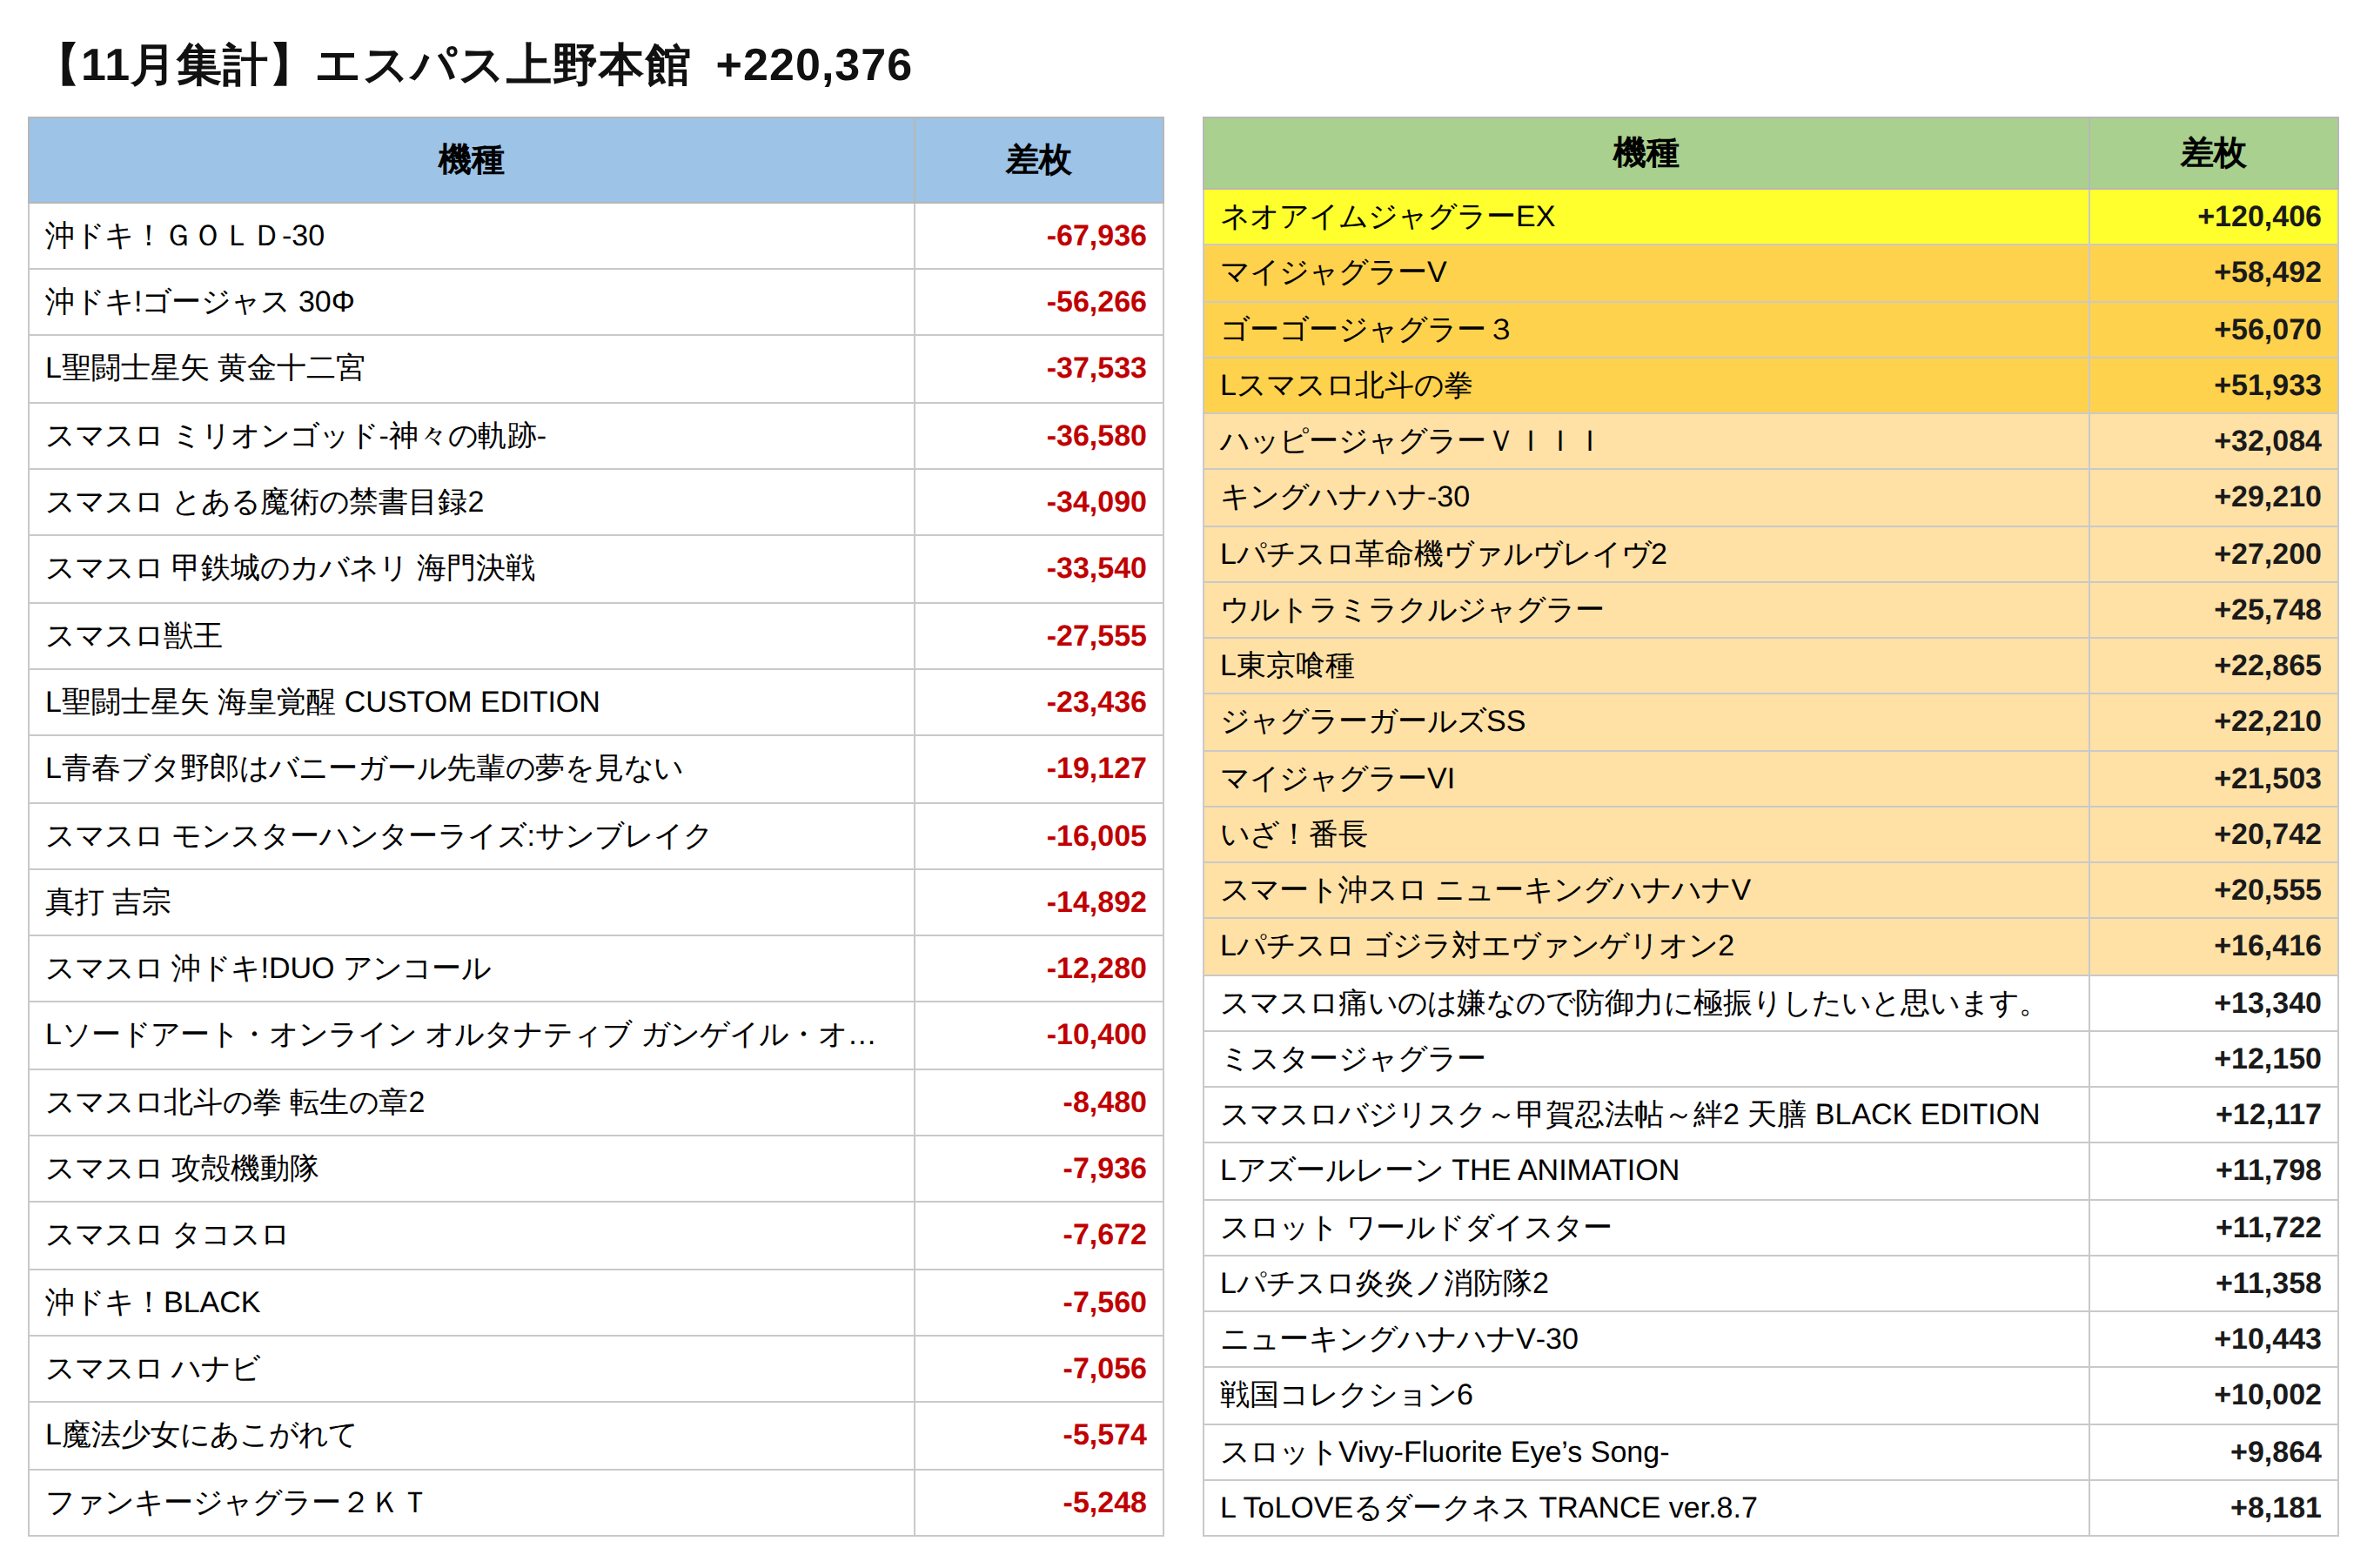 【11月集計】エスパス上野本館 +220,376
機種 差枚
沖ドキ！ＧＯＬＤ-30 -67,936
沖ドキ!ゴージャス 30Φ -56,266
L聖闘士星矢 黄金十二宮 -37,533
スマスロ ミリオンゴッド-神々の軌跡- -36,580
スマスロ とある魔術の禁書目録2 -34,090
スマスロ 甲鉄城のカバネリ 海門決戦 -33,540
スマスロ獣王 -27,555
L聖闘士星矢 海皇覚醒 CUSTOM EDITION -23,436
L青春ブタ野郎はバニーガール先輩の夢を見ない -19,127
スマスロ モンスターハンターライズ:サンブレイク -16,005
真打 吉宗 -14,892
スマスロ 沖ドキ!DUO アンコール -12,280
Lソードアート・オンライン オルタナティブ ガンゲイル・オ… -10,400
スマスロ北斗の拳 転生の章2 -8,480
スマスロ 攻殻機動隊 -7,936
スマスロ タコスロ -7,672
沖ドキ！BLACK -7,560
スマスロ ハナビ -7,056
L魔法少女にあこがれて -5,574
ファンキージャグラー２ＫＴ -5,248
機種 差枚
ネオアイムジャグラーEX +120,406
マイジャグラーV +58,492
ゴーゴージャグラー３ +56,070
Lスマスロ北斗の拳 +51,933
ハッピージャグラーＶＩＩＩ +32,084
キングハナハナ-30 +29,210
Lパチスロ革命機ヴァルヴレイヴ2 +27,200
ウルトラミラクルジャグラー +25,748
L東京喰種 +22,865
ジャグラーガールズSS +22,210
マイジャグラーVI +21,503
いざ！番長 +20,742
スマート沖スロ ニューキングハナハナV +20,555
Lパチスロ ゴジラ対エヴァンゲリオン2 +16,416
スマスロ痛いのは嫌なので防御力に極振りしたいと思います。 +13,340
ミスタージャグラー +12,150
スマスロバジリスク～甲賀忍法帖～絆2 天膳 BLACK EDITION +12,117
Lアズールレーン THE ANIMATION +11,798
スロット ワールドダイスター +11,722
Lパチスロ炎炎ノ消防隊2 +11,358
ニューキングハナハナV-30 +10,443
戦国コレクション6 +10,002
スロットVivy-Fluorite Eye’s Song- +9,864
L ToLOVEるダークネス TRANCE ver.8.7 +8,181